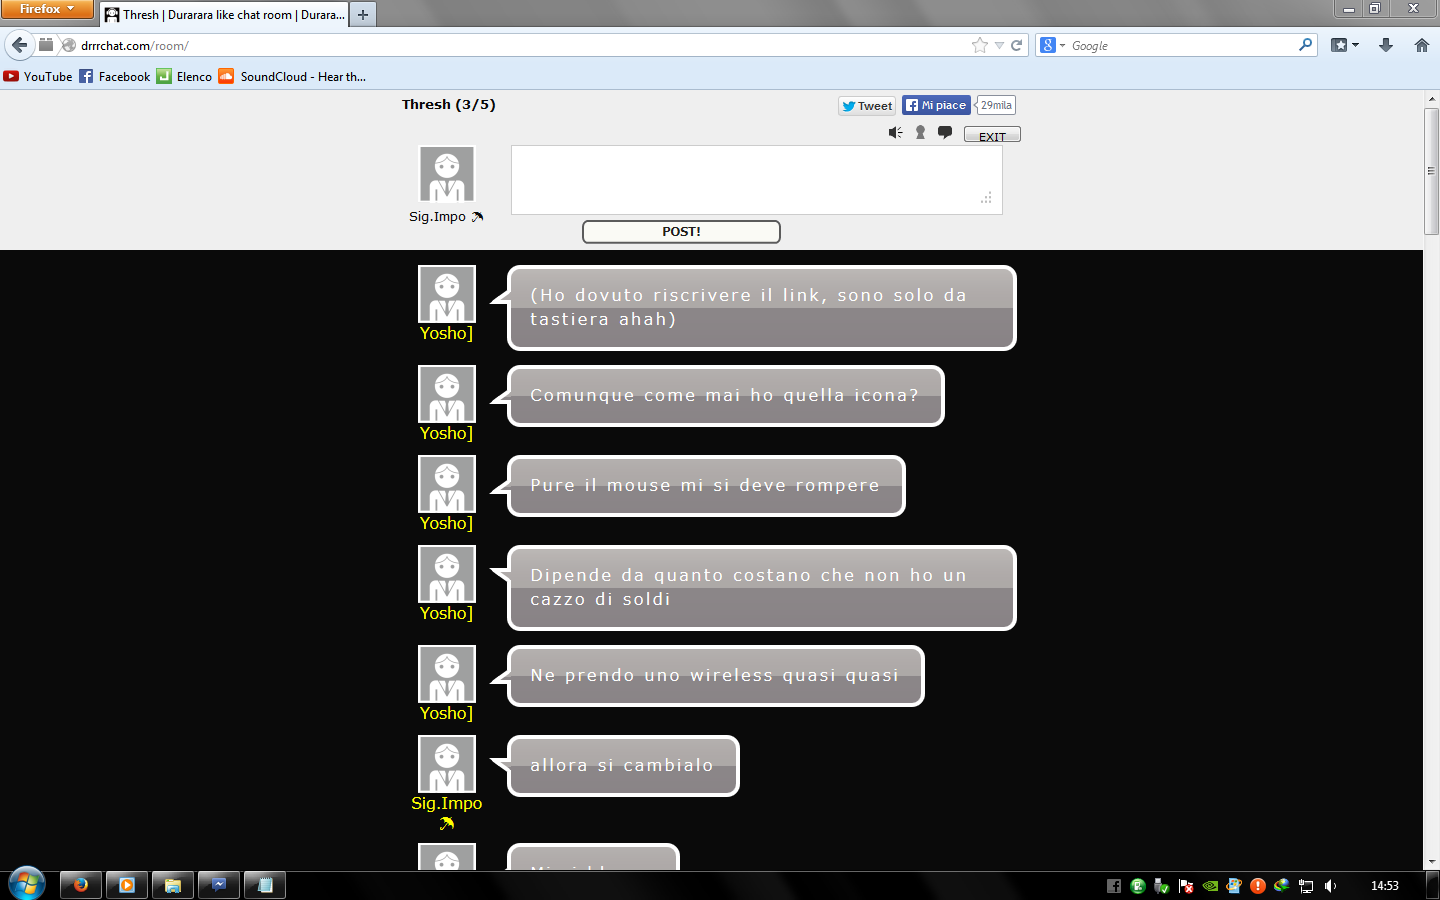 Firefox
Thresh | Durarara like chat room | Durara...
drrrchat.com/room/
Google
YouTube
Facebook
Elenco
SoundCloud - Hear th...
Thresh (3/5)
Tweet
Mi piace
29mila
EXIT
Sig.Impo
POST!
(Ho dovuto riscrivere il link, sono solo da
tastiera ahah)
Yosho]
Comunque come mai ho quella icona?
Yosho]
Pure il mouse mi si deve rompere
Yosho]
Dipende da quanto costano che non ho un
cazzo di soldi
Yosho]
Ne prendo uno wireless quasi quasi
Yosho]
allora si cambialo
Sig.Impo
14:53